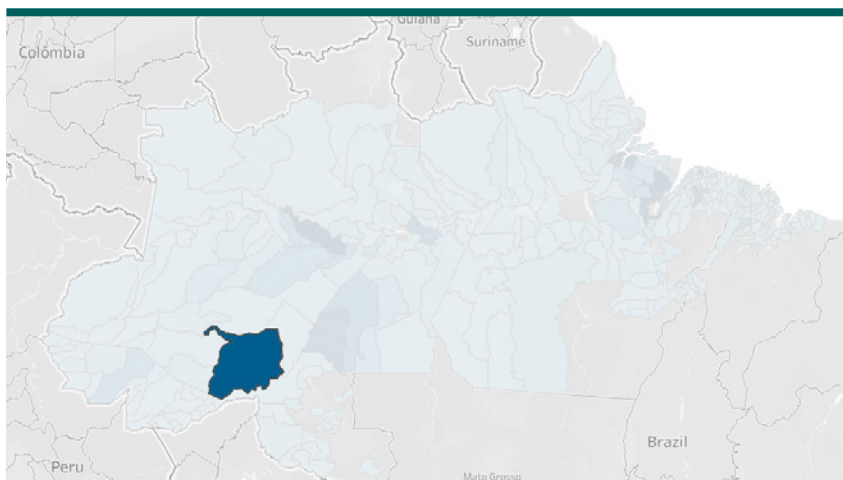 Guiana
Suriname
Colômbia
Brazil
Peru
Mato Grosso